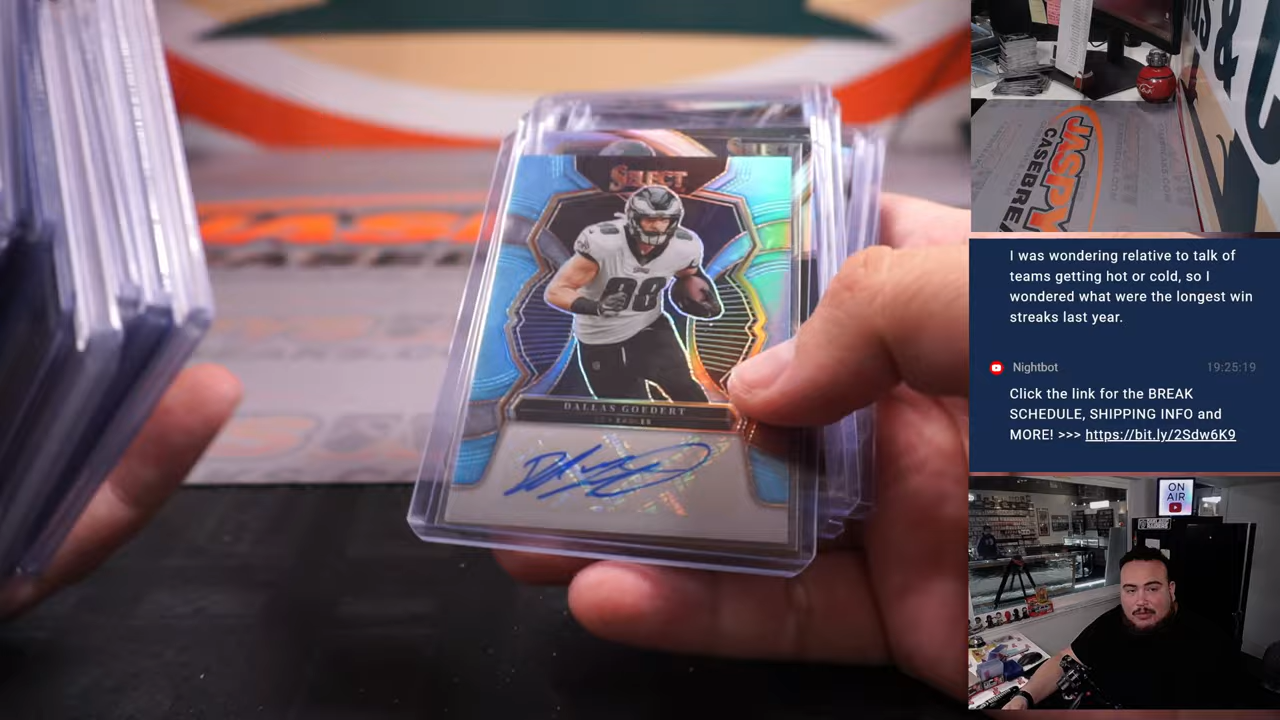 SELECT
88
DALLAS GOEDERT
JASPY
CASEBREA
I was wondering relative to talk of
teams getting hot or cold, so I
wondered what were the longest win
streaks last year.
Nightbot 19:25:19
Click the link for the BREAK
SCHEDULE, SHIPPING INFO and
MORE! >>> https://bit.ly/2Sdw6K9
ON
AIR